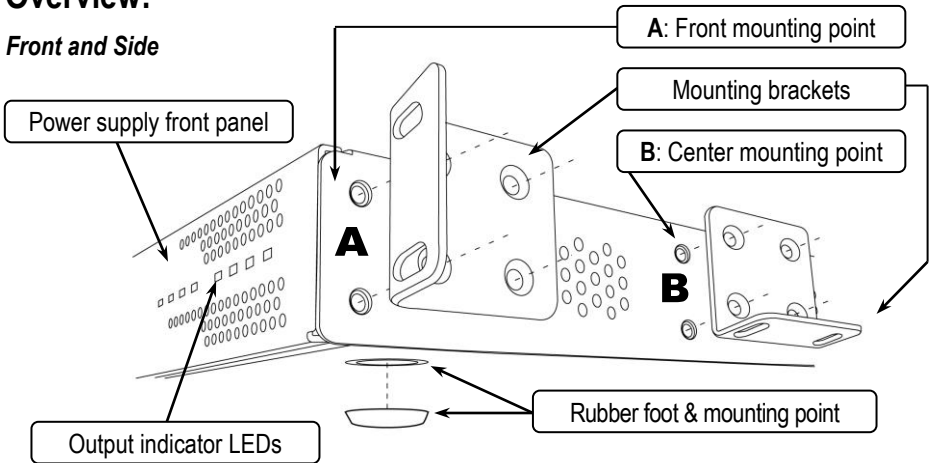 Overview:
Front and Side
A: Front mounting point
Mounting brackets
Power supply front panel
B: Center mounting point
A
B
Rubber foot & mounting point
Output indicator LEDs